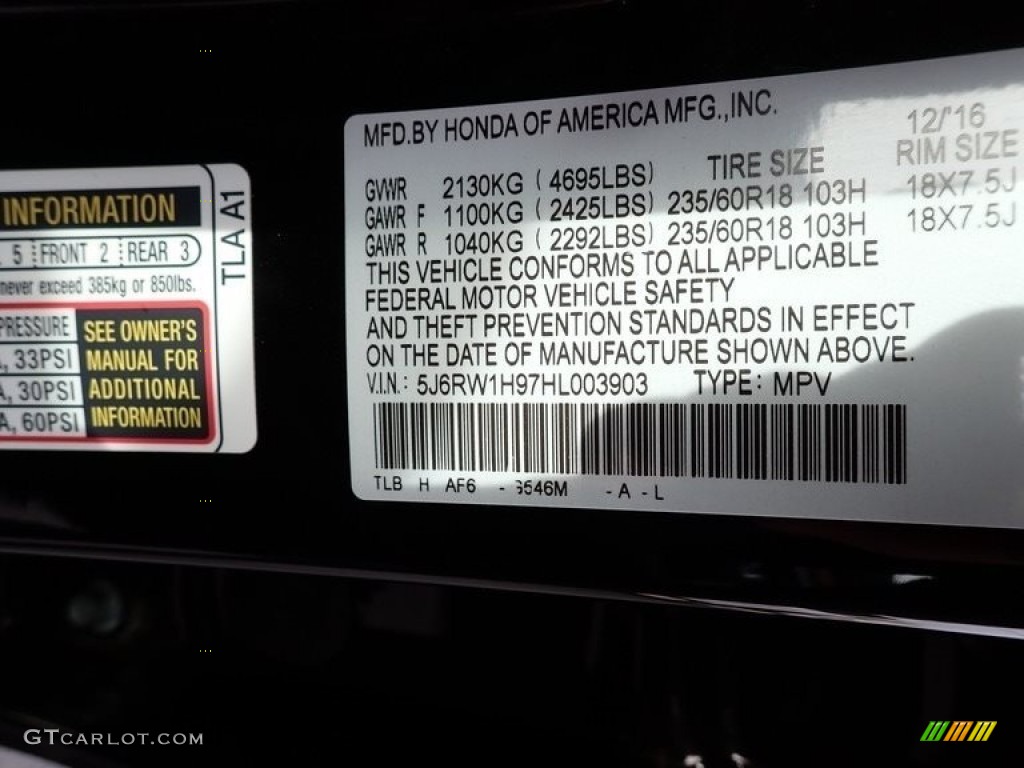 INFORMATION
5 FRONT 2 REAR 3
never exceed 385kg or 850lbs.
PRESSURE
33PSI
30PSI
60PSI
SEE OWNER'S
MANUAL FOR
ADDITIONAL
INFORMATION
TLA A1
MFD.BY HONDA OF AMERICA MFG.,INC. 12/'16
TIRE SIZE RIM SIZE
GVWR 2130KG ( 4695LBS)
GAWR F 1100KG ( 2425LBS) 235/60R18 103H 18X7.5J
GAWR R 1040KG ( 2292LBS) 235/60R18 103H 18X7.5J
THIS VEHICLE CONFORMS TO ALL APPLICABLE
FEDERAL MOTOR VEHICLE SAFETY
AND THEFT PREVENTION STANDARDS IN EFFECT
ON THE DATE OF MANUFACTURE SHOWN ABOVE.
V.I.N.: 5J6RW1H97HL003903 TYPE: MPV
TLB H AF6 - G546M - A - L
GTCARLOT.COM